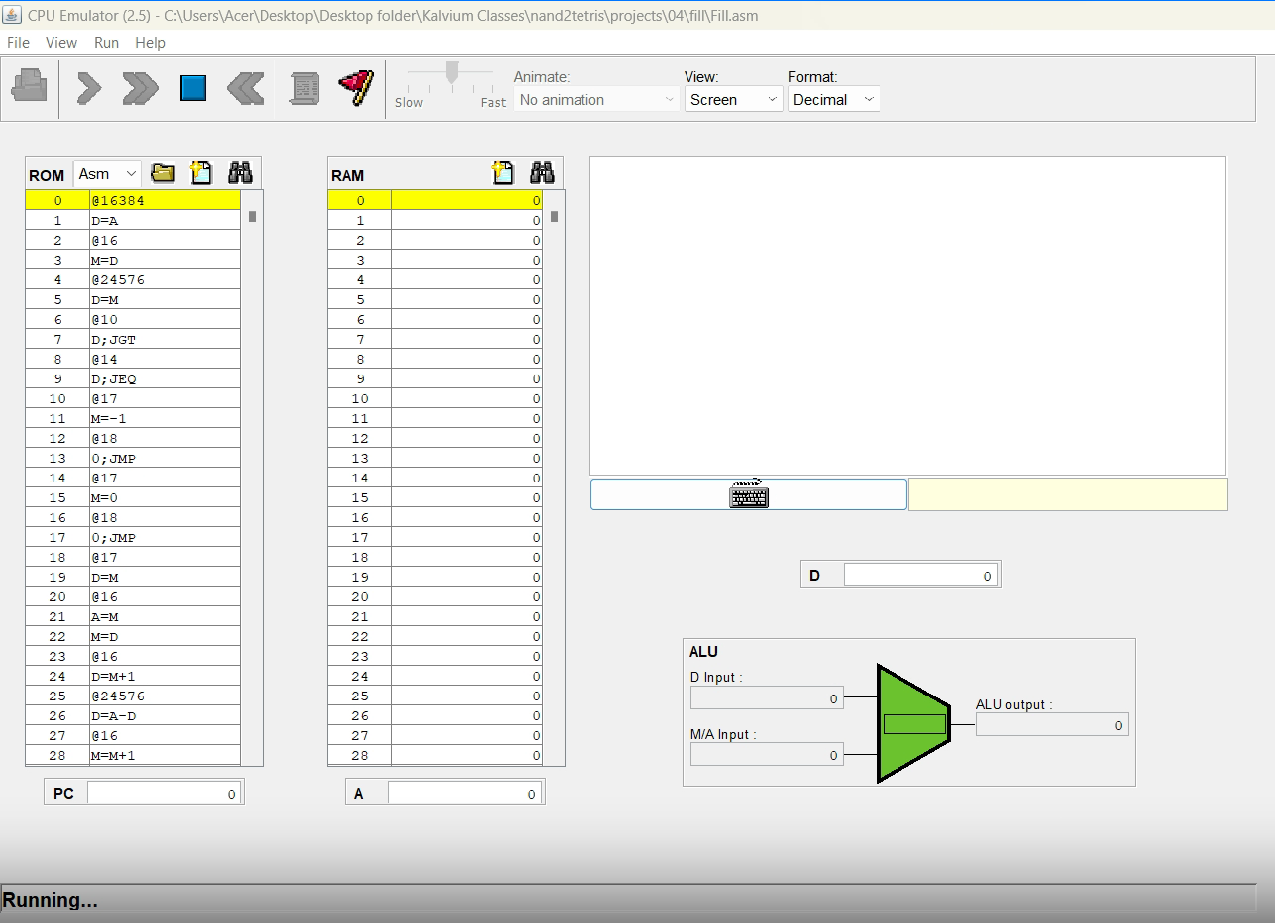 CPU Emulator (2.5) - C:\Users\Acer\Desktop\Desktop folder\Kalvium Classes\nand2tetris\projects\04\fill\Fill.asm
File View Run Help
Animate: View: Format:
Slow Fast No animation Screen Decimal
ROM Asm
0 @16384
1 D=A
2 @16
3 M=D
4 @24576
5 D=M
6 @10
7 D;JGT
8 @14
9 D;JEQ
10 @17
11 M=-1
12 @18
13 0;JMP
14 @17
15 M=0
16 @18
17 0;JMP
18 @17
19 D=M
20 @16
21 A=M
22 M=D
23 @16
24 D=M+1
25 @24576
26 D=A-D
27 @16
28 M=M+1
PC 0
RAM
0 0
1 0
2 0
3 0
4 0
5 0
6 0
7 0
8 0
9 0
10 0
11 0
12 0
13 0
14 0
15 0
16 0
17 0
18 0
19 0
20 0
21 0
22 0
23 0
24 0
25 0
26 0
27 0
28 0
A 0
D 0
ALU
D Input :
0
M/A Input :
0
ALU output :
0
Running...